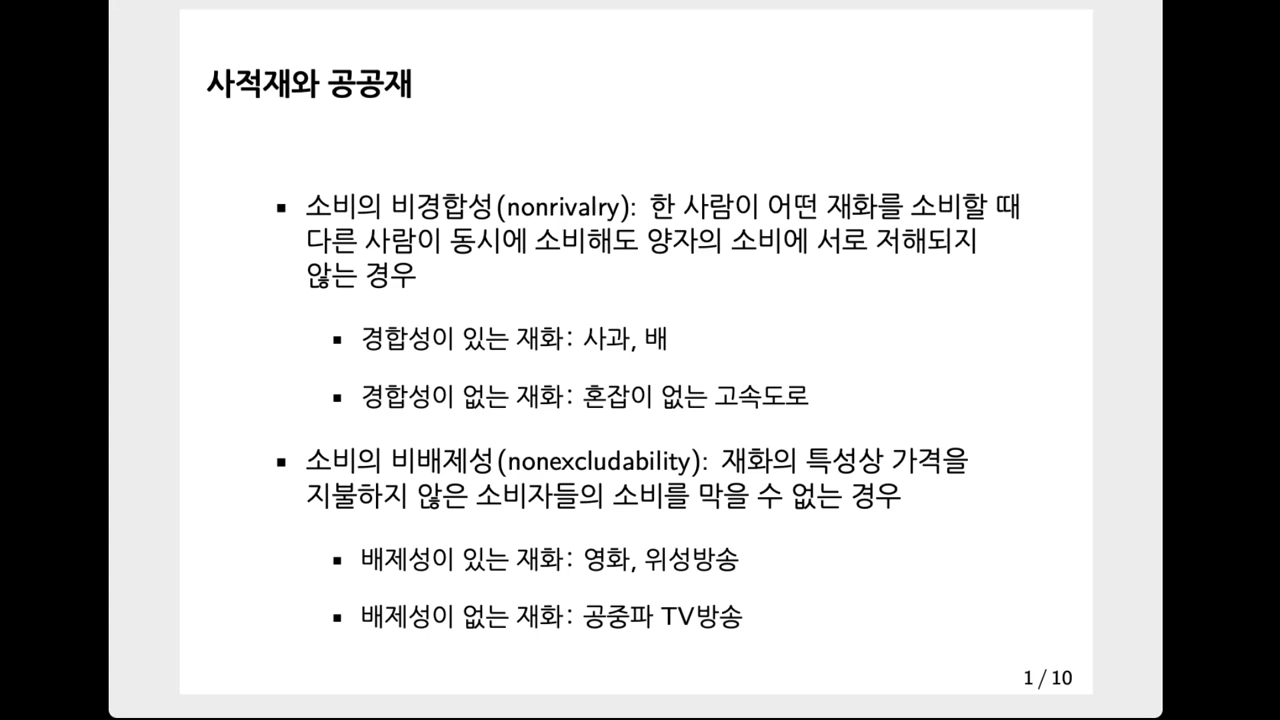 사적재와 공공재
▪ 소비의 비경합성(nonrivalry): 한 사람이 어떤 재화를 소비할 때
다른 사람이 동시에 소비해도 양자의 소비에 서로 저해되지
않는 경우
▪ 경합성이 있는 재화: 사과, 배
▪ 경합성이 없는 재화: 혼잡이 없는 고속도로
▪ 소비의 비배제성(nonexcludability): 재화의 특성상 가격을
지불하지 않은 소비자들의 소비를 막을 수 없는 경우
▪ 배제성이 있는 재화: 영화, 위성방송
▪ 배제성이 없는 재화: 공중파 TV방송
1 / 10